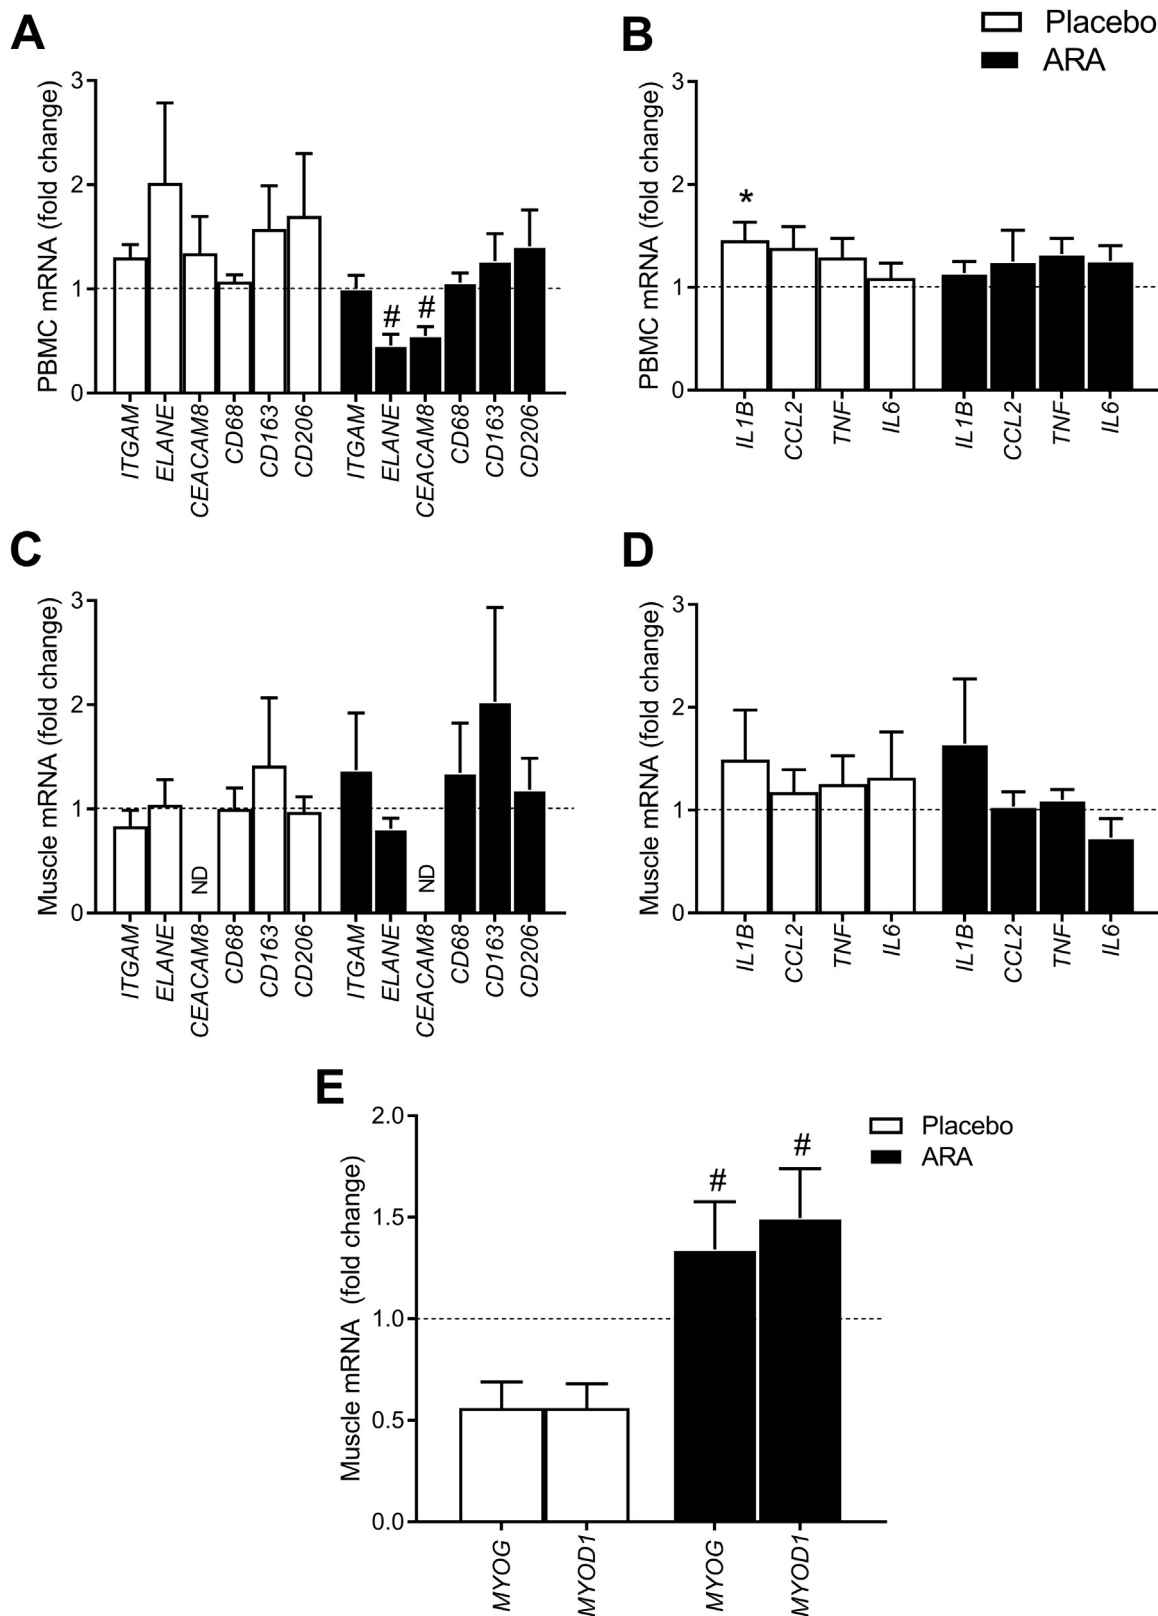 A
B
Placebo
ARA
PBMC mRNA (fold change)
3
2
1
0
#
#
ITGAM
ELANE
CEACAM8
CD68
CD163
CD206
ITGAM
ELANE
CEACAM8
CD68
CD163
CD206
PBMC mRNA (fold change)
3
2
1
0
*
IL1B
CCL2
TNF
IL6
IL1B
CCL2
TNF
IL6
C
Muscle mRNA (fold change)
3
2
1
0
ND
ND
ITGAM
ELANE
CEACAM8
CD68
CD163
CD206
ITGAM
ELANE
CEACAM8
CD68
CD163
CD206
D
Muscle mRNA (fold change)
3
2
1
0
IL1B
CCL2
TNF
IL6
IL1B
CCL2
TNF
IL6
E
Muscle mRNA (fold change)
2.0
1.5
1.0
0.5
0.0
#
#
Placebo
ARA
MYOG
MYOD1
MYOG
MYOD1